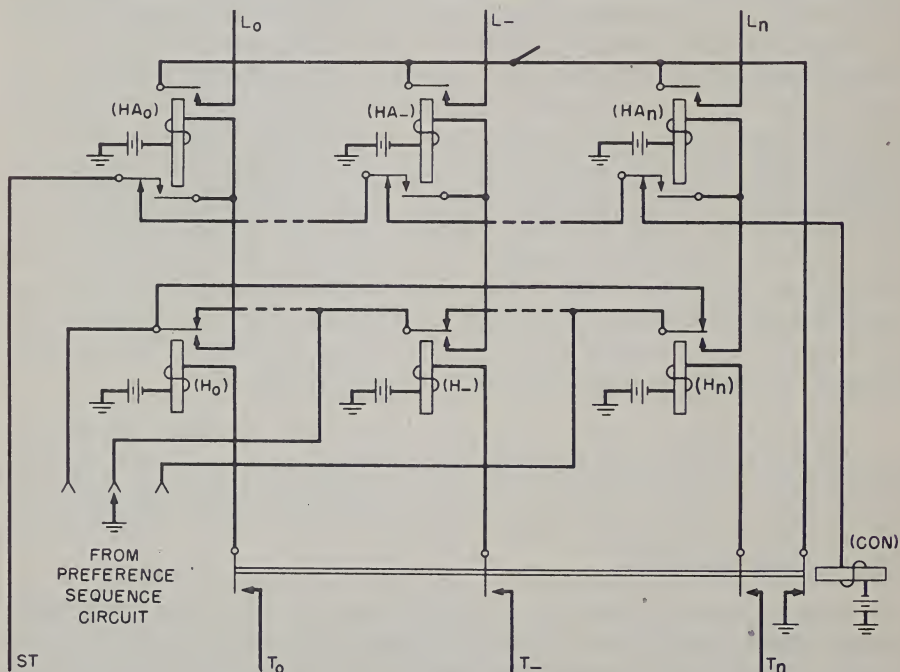 L₀ L₋ Lₙ
(HA₀) (HA₋) (HAₙ)
(H₀) (H₋) (Hₙ)
(CON)
FROM
PREFERENCE
SEQUENCE
CIRCUIT
ST T₀ T₋ Tₙ